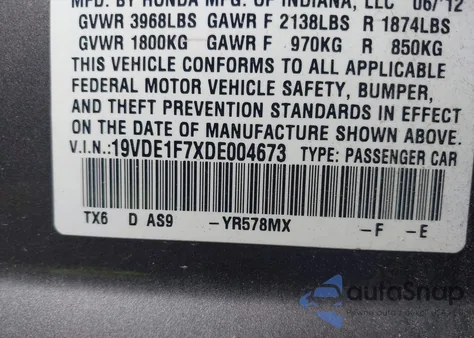 MFD. BY HONDA MFG. OF INDIANA, LLC 06/12
GVWR 3968LBS GAWR F 2138LBS R 1874LBS
GVWR 1800KG GAWR F 970KG R 850KG
THIS VEHICLE CONFORMS TO ALL APPLICABLE
FEDERAL MOTOR VEHICLE SAFETY, BUMPER,
AND THEFT PREVENTION STANDARDS IN EFFECT
ON THE DATE OF MANUFACTURE SHOWN ABOVE.
V.I.N.:19VDE1F7XDE004673 TYPE: PASSENGER CAR
TX6 D AS9 –YR578MX –F –E
autoSnap